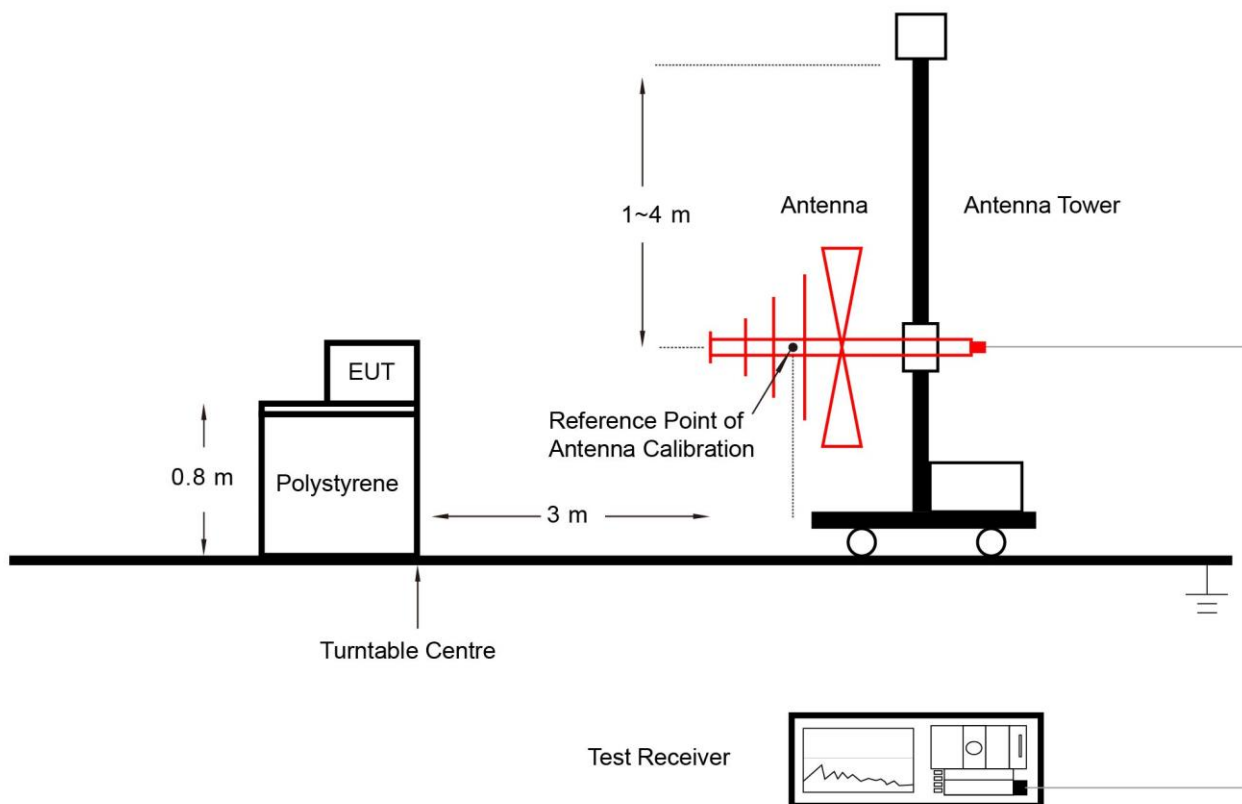 1~4 m
Antenna
Antenna Tower
EUT
Reference Point of
Antenna Calibration
0.8 m
Polystyrene
3 m
Turntable Centre
Test Receiver